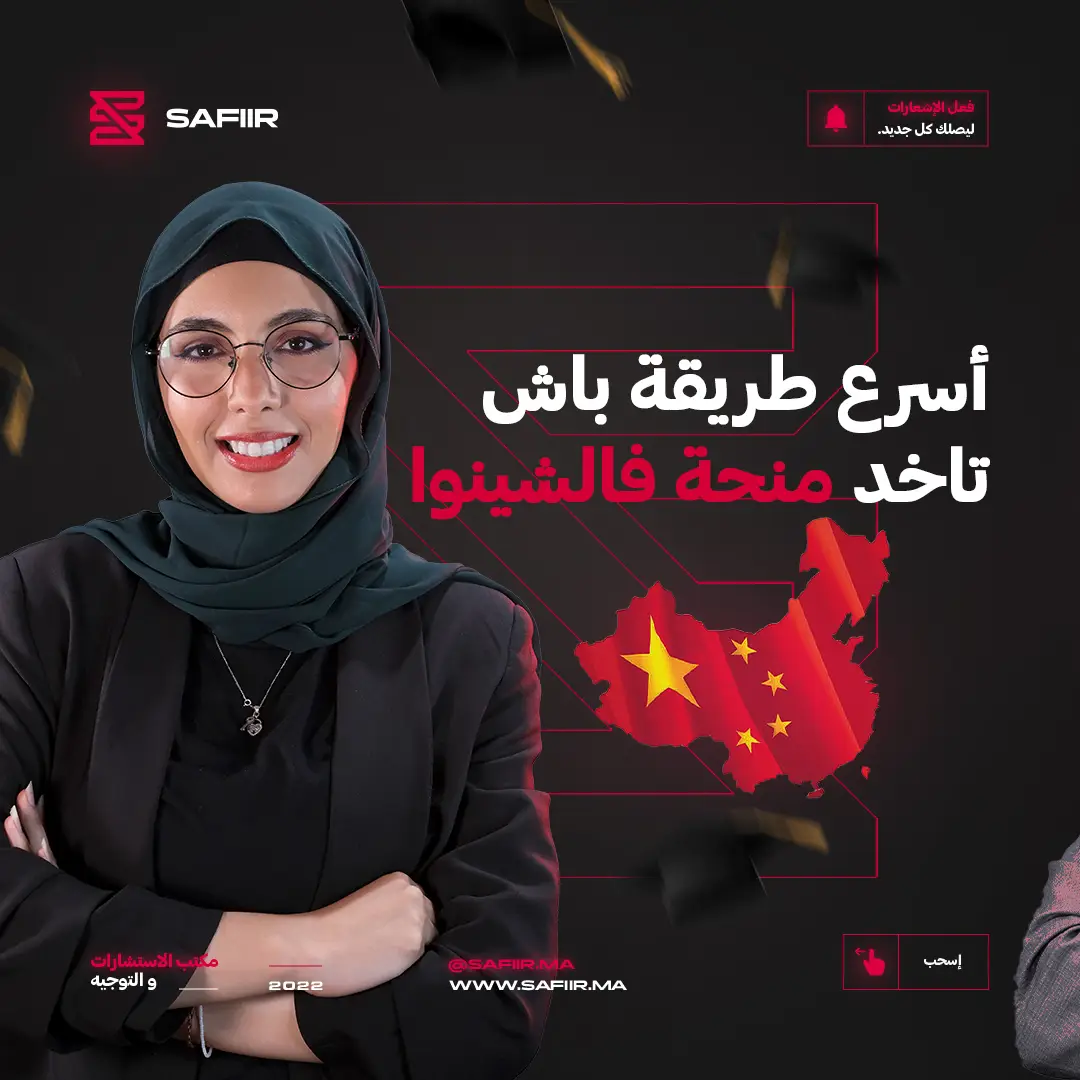 SAFIIR
فعل الإشعارات
ليصلك كل جديد.
أسرع طريقة باش
تاخد منحة فالشينوا
مكتب الاستشارات
و التوجيه
2022
@SAFIIR.MA
WWW.SAFIIR.MA
إسحب